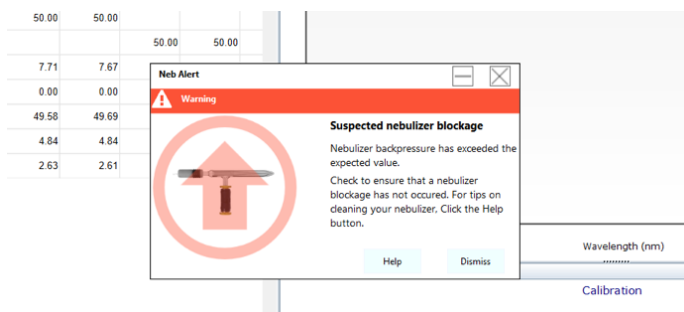 50.00 50.00
50.00 50.00
7.71 7.67
0.00 0.00
49.58 49.69
4.84 4.84
2.63 2.61
Neb Alert
Warning
Suspected nebulizer blockage
Nebulizer backpressure has exceeded the
expected value.
Check to ensure that a nebulizer
blockage has not occured. For tips on
cleaning your nebulizer, Click the Help
button.
Help Dismiss
Wavelength (nm)
Calibration